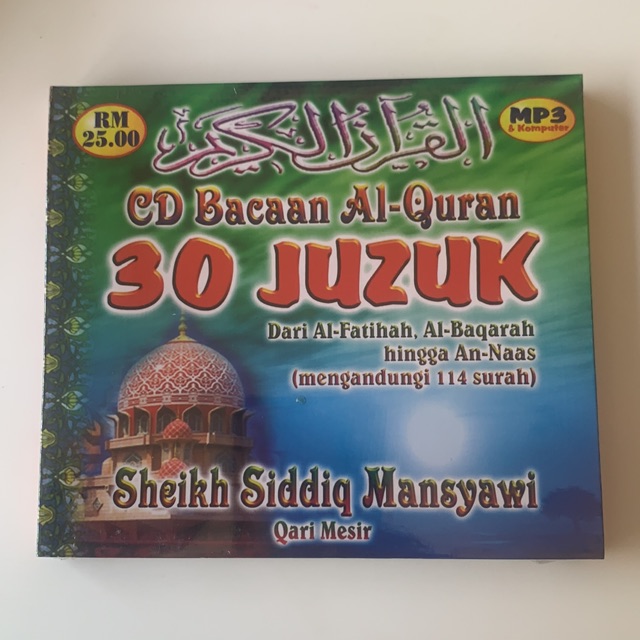 RM
25.00
القرآن الكريم
MP3
& Komputer
CD Bacaan Al-Quran
30 JUZUK
Dari Al-Fatihah, Al-Baqarah
hingga An-Naas
(mengandungi 114 surah)
Sheikh Siddiq Mansyawi
Qari Mesir